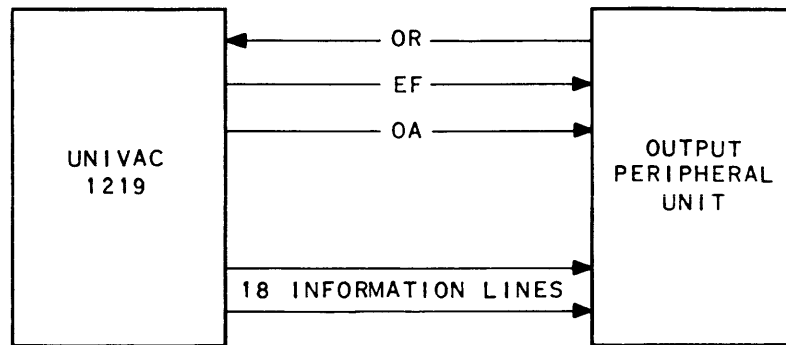 OR
EF
OA
UNIVAC
1219
OUTPUT
PERIPHERAL
UNIT
18 INFORMATION LINES